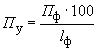 Пу = Пф · 100 / lф